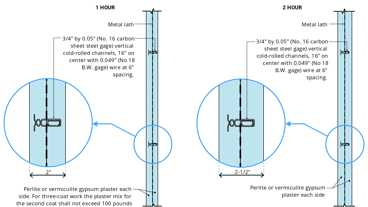 1 HOUR
Metal lath
3/4" by 0.05" (No. 16 carbon
sheet steel gage) vertical
cold-rolled channels, 16" on
center with 0.049" (No 18
B.W. gage) wire at 6"
spacing.
2"
Perlite or vermiculite gypsum plaster each
side. For three-coat work the plaster mix for
the second coat shall not exceed 100 pounds
2 HOUR
Metal lath
3/4" by 0.05" (No. 16 carbon
sheet steel gage) vertical
cold-rolled channels, 16" on
center with 0.049" (No 18
B.W. gage) wire at 6"
spacing.
2-1/2"
Perlite or vermiculite gypsum
plaster each side